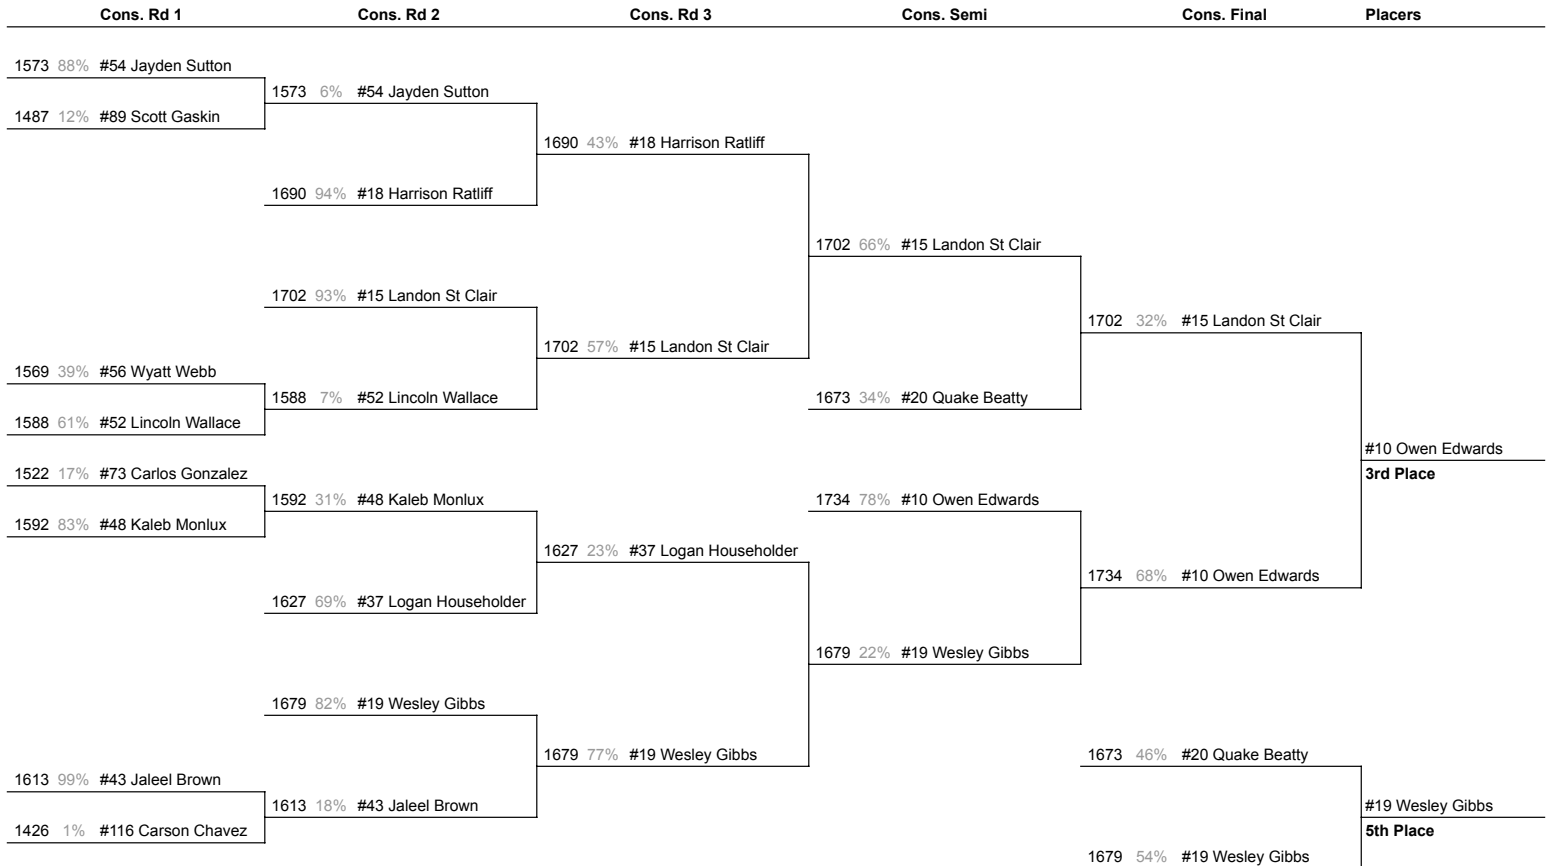 Cons. Rd 1 Cons. Rd 2 Cons. Rd 3 Cons. Semi Cons. Final Placers
1573 88% #54 Jayden Sutton
1573 6% #54 Jayden Sutton
1487 12% #89 Scott Gaskin
1690 43% #18 Harrison Ratliff
1690 94% #18 Harrison Ratliff
1702 66% #15 Landon St Clair
1702 93% #15 Landon St Clair
1702 32% #15 Landon St Clair
1702 57% #15 Landon St Clair
1569 39% #56 Wyatt Webb
1588 7% #52 Lincoln Wallace
1673 34% #20 Quake Beatty
1588 61% #52 Lincoln Wallace
#10 Owen Edwards
1522 17% #73 Carlos Gonzalez
3rd Place
1592 31% #48 Kaleb Monlux
1734 78% #10 Owen Edwards
1592 83% #48 Kaleb Monlux
1627 23% #37 Logan Householder
1734 68% #10 Owen Edwards
1627 69% #37 Logan Householder
1679 22% #19 Wesley Gibbs
1679 82% #19 Wesley Gibbs
1679 77% #19 Wesley Gibbs
1673 46% #20 Quake Beatty
1613 99% #43 Jaleel Brown
1613 18% #43 Jaleel Brown
#19 Wesley Gibbs
1426 1% #116 Carson Chavez
5th Place
1679 54% #19 Wesley Gibbs